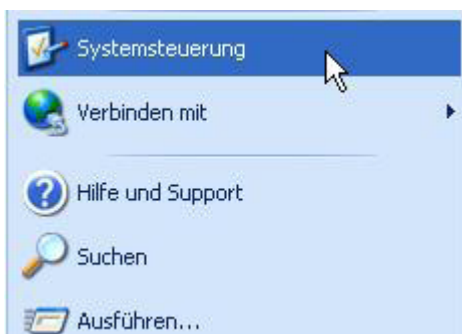 Systemsteuerung
Verbinden mit
Hilfe und Support
Suchen
Ausführen...